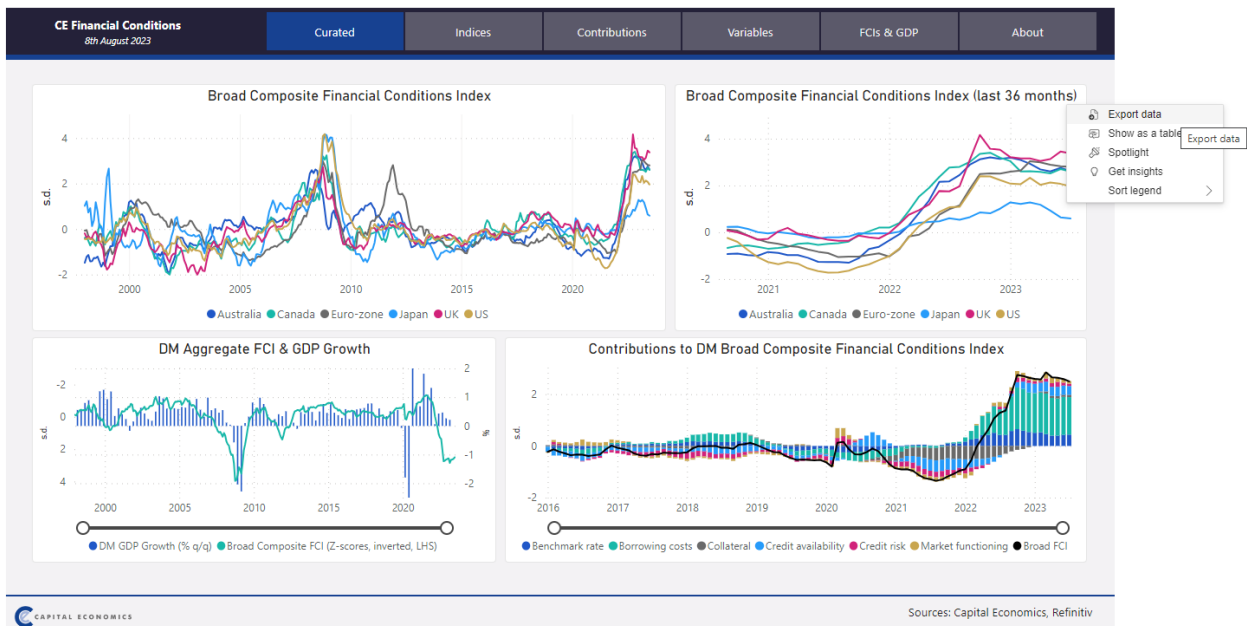 CE Financial Conditions
8th August 2023
Curated
Indices
Contributions
Variables
FCIs & GDP
About
Broad Composite Financial Conditions Index
4
2
0
-2
s.d.
2000 2005 2010 2015 2020
Australia Canada Euro-zone Japan UK US
Broad Composite Financial Conditions Index (last 36 months)
4
2
0
-2
s.d.
2021 2022 2023
Australia Canada Euro-zone Japan UK US
Export data
Show as a table
Spotlight
Get insights
Sort legend
Export data
DM Aggregate FCI & GDP Growth
-2
0
2
4
s.d.
2
1
0
-1
-2
%
2000 2005 2010 2015 2020
DM GDP Growth (% q/q) Broad Composite FCI (Z-scores, inverted, LHS)
Contributions to DM Broad Composite Financial Conditions Index
2
0
-2
s.d.
2016 2017 2018 2019 2020 2021 2022 2023
Benchmark rate Borrowing costs Collateral Credit availability Credit risk Market functioning Broad FCI
CAPITAL ECONOMICS
Sources: Capital Economics, Refinitiv